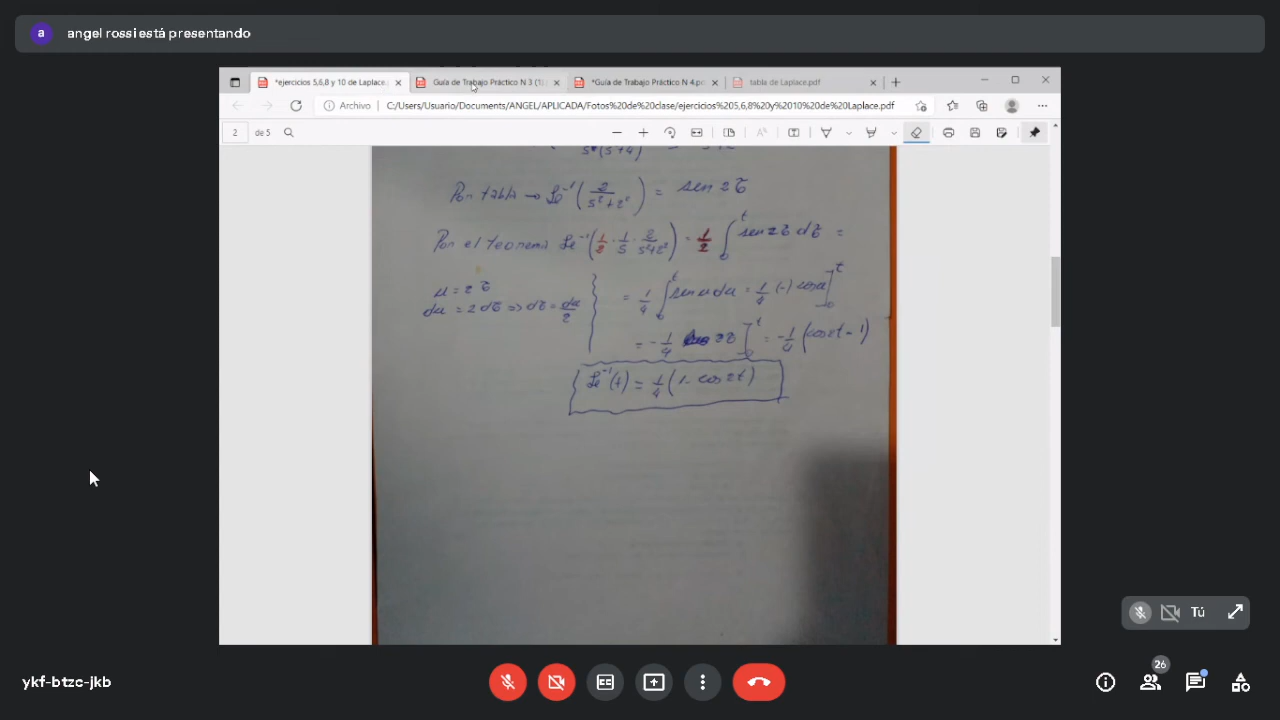 a angel rossi está presentando
*ejercicios 5,6,8 y 10 de Laplace.
Guía de Trabajo Práctico N 3 (1).
*Guía de Trabajo Práctico N 4.p
tabla de Laplace.pdf
Archivo C:/Users/Usuario/Documents/ANGEL/APLICADA/Fotos%20de%20clase/ejercicios%205,6,8%20y%2010%20de%20Laplace.pdf
2 de 5
s²(s²+4)
Por tabla → ℒ⁻¹(2/(s²+2²)) = sen 2τ
Por el teorema ℒ⁻¹(1/2 · 1/s · 2/(s²+2²)) = 1/2 ∫₀ᵗ sen 2τ dτ =
u = 2τ
du = 2dτ ⇒ dτ = du/2
= 1/4 ∫₀ᵗ sen u du = 1/4 (-) cos u]₀ᵗ
= -1/4 cos 2τ]₀ᵗ = -1/4 (cos 2t - 1)
ℒ⁻¹(t) = 1/4 (1 - cos 2t)
Tú
ykf-btzc-jkb
26